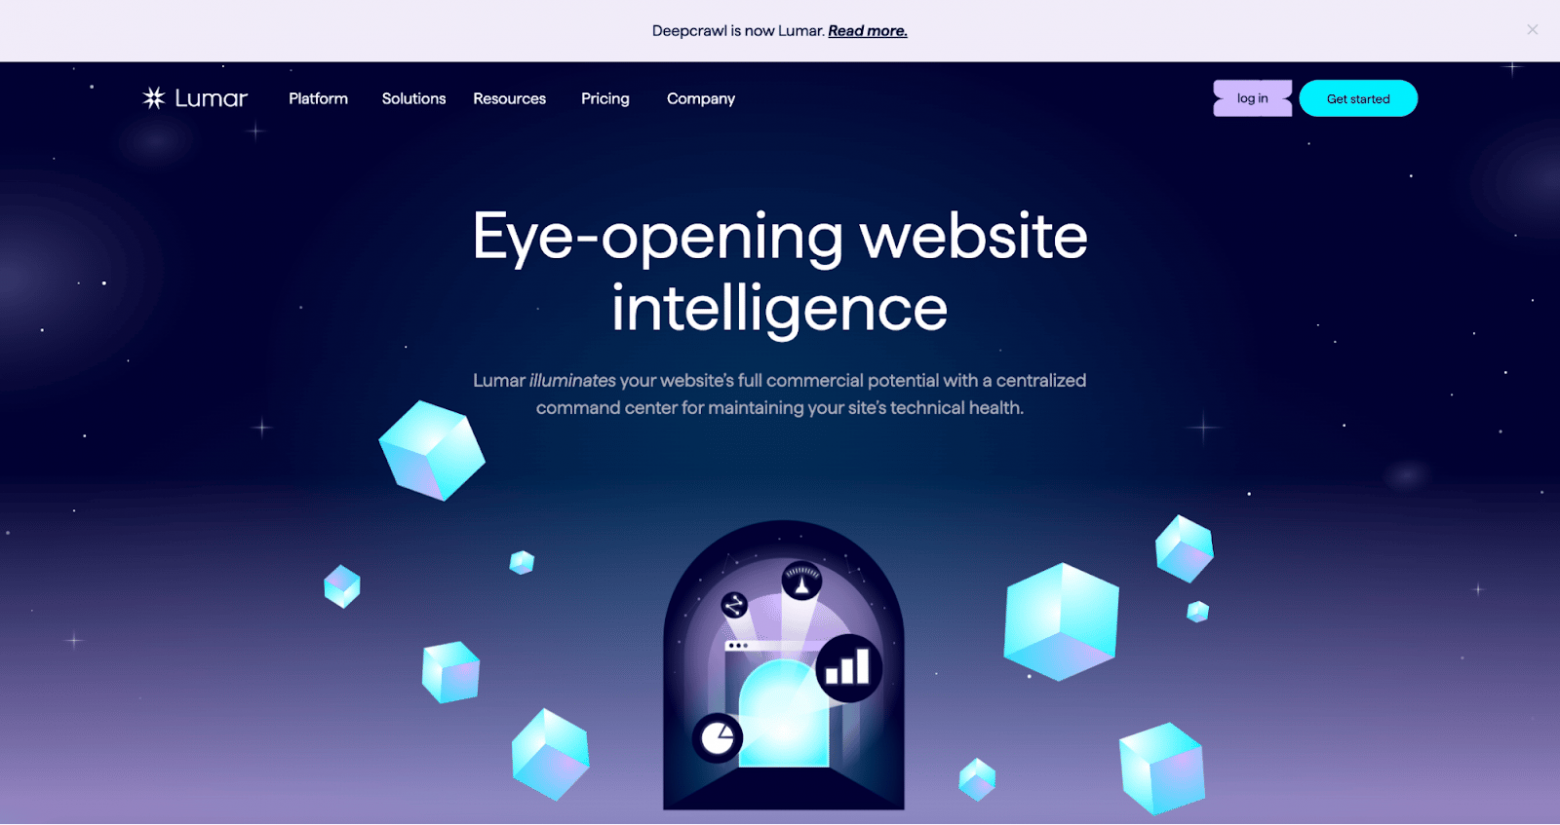 Deepcrawl is now Lumar. Read more.
Lumar Platform Solutions Resources Pricing Company log in Get started
Eye-opening website
intelligence
Lumar illuminates your website's full commercial potential with a centralized
command center for maintaining your site's technical health.